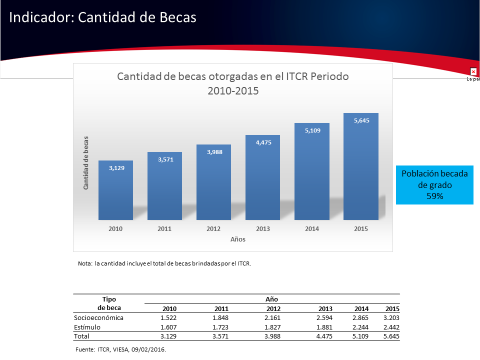 Indicador: Cantidad de Becas
Cantidad de becas otorgadas en el ITCR Periodo
2010-2015
Cantidad de becas
3,129
3,571
3,988
4,475
5,109
5,645
2010 2011 2012 2013 2014 2015
Años
Población becada
de grado
59%
Nota: la cantidad incluye el total de becas brindadas por el ITCR.
Tipo Año
de beca 2010 2011 2012 2013 2014 2015
Socioeconómica 1.522 1.848 2.161 2.594 2.865 3.203
Estímulo 1.607 1.723 1.827 1.881 2.244 2.442
Total 3.129 3.571 3.988 4.475 5.109 5.645
Fuente: ITCR, VIESA, 09/02/2016.